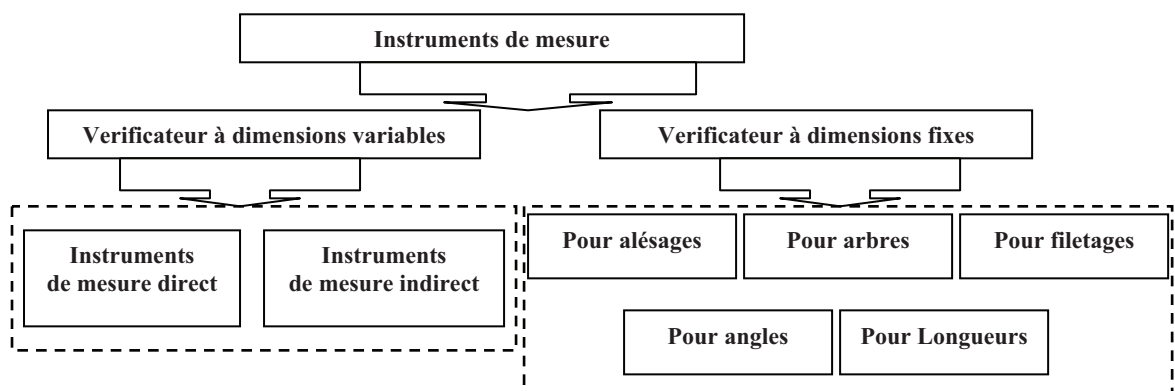 Instruments de mesure
Verificateur à dimensions variables
Verificateur à dimensions fixes
Instruments
de mesure direct
Instruments
de mesure indirect
Pour alésages
Pour arbres
Pour filetages
Pour angles
Pour Longueurs